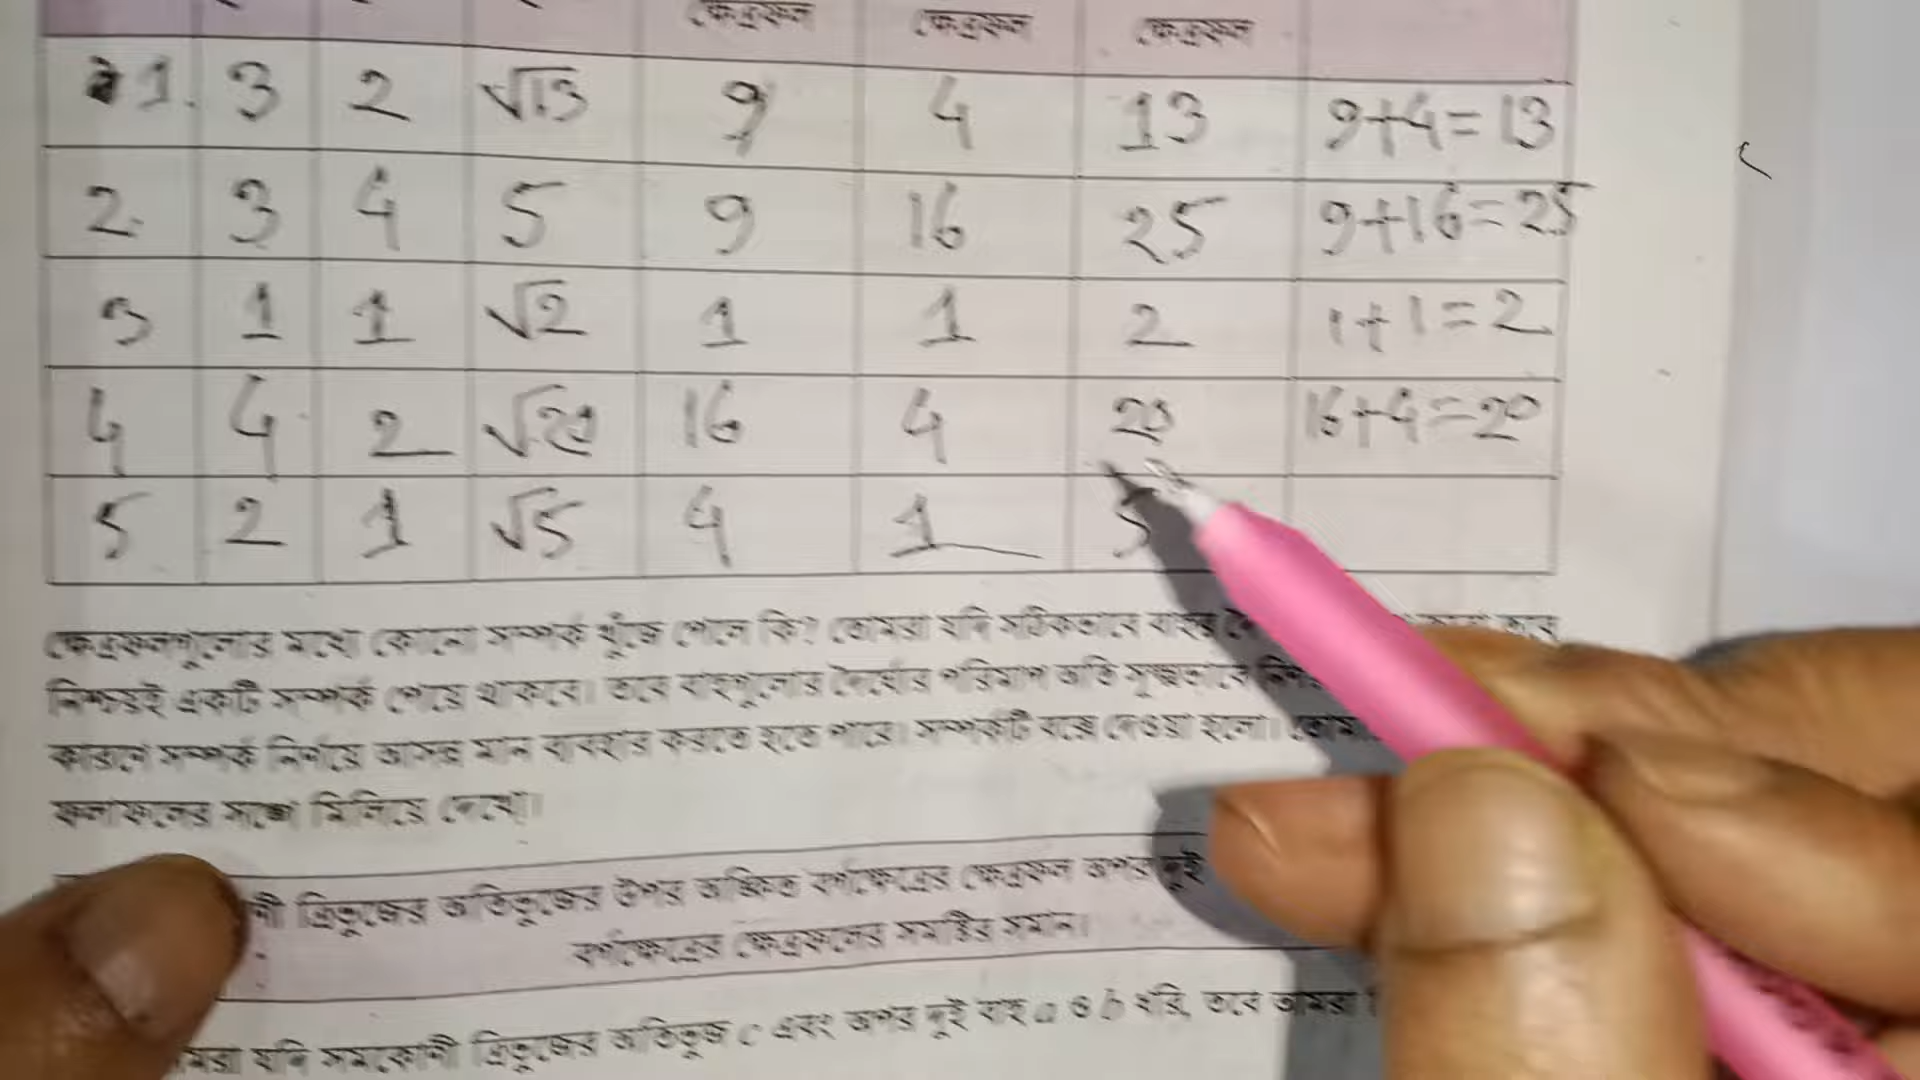 ক্ষেত্রফল ক্ষেত্রফল ক্ষেত্রফল
1. 3 2 √13 9 4 13 9+4=13
2. 3 4 5 9 16 25 9+16=25
3 1 1 √2 1 1 2 1+1=2
4 4 2 √20 16 4 20 16+4=20
5 2 1 √5 4 1 5
ক্ষেত্রফলগুলোর মধ্যে কোনো সম্পর্ক খুঁজে পেলে কি? তোমরা যদি সঠিকভাবে বাহুর
নিশ্চয়ই একটি সম্পর্ক পেয়ে থাকবে। তবে বাহুগুলোর দৈর্ঘ্যের পরিমাপ অতি সূক্ষ্মভাবে
কারণে সম্পর্ক নির্ণয়ে আসন্ন মান ব্যবহার করতে হতে পারে। সম্পর্কটি বক্সে দেওয়া হলো।
ফলাফলের সঙ্গে মিলিয়ে দেখো।
ত্রিভুজের অতিভুজের উপর অঙ্কিত বর্গক্ষেত্রের ক্ষেত্রফল অপর দুই
বর্গক্ষেত্রের ক্ষেত্রফলের সমষ্টির সমান।
যদি সমকোণী ত্রিভুজের অতিভুজ c এবং অপর দুই বাহু a ও b ধরি, তবে আমরা